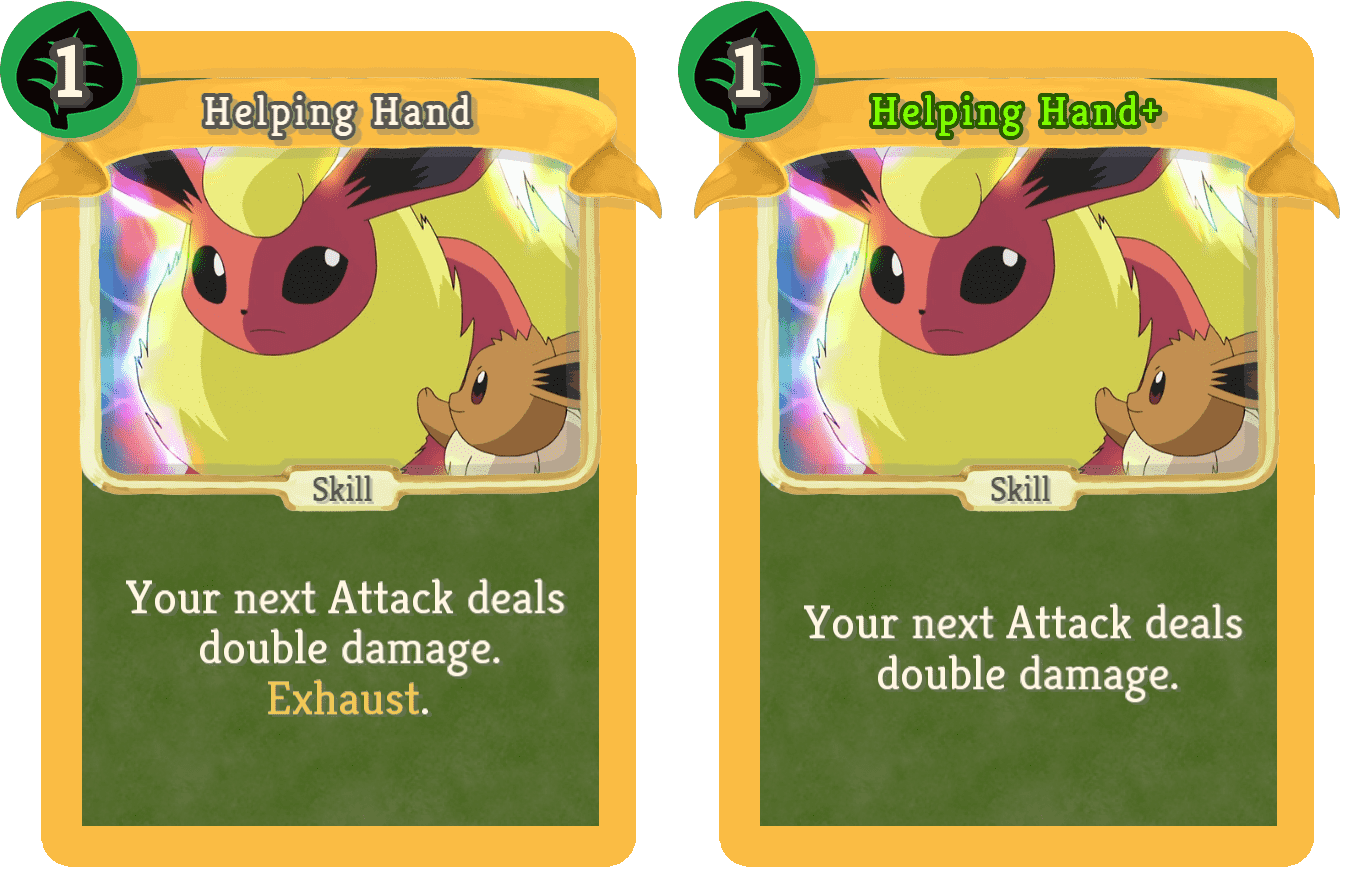 1
Helping Hand
Skill
Your next Attack deals
double damage.
Exhaust.
1
Helping Hand+
Skill
Your next Attack deals
double damage.